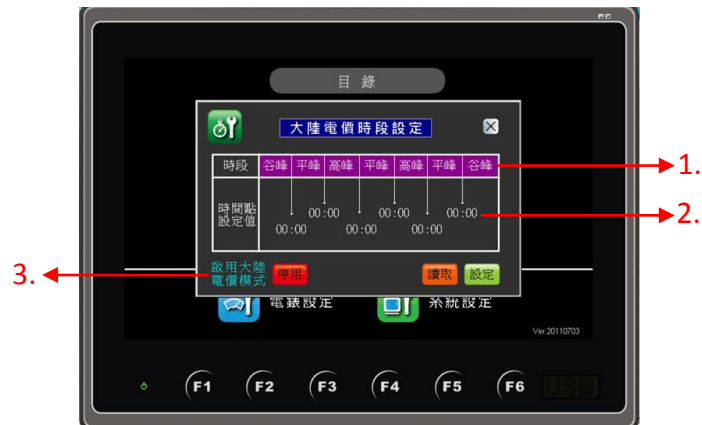 目錄
大陸電價時段設定
時段 谷峰 平峰 高峰 平峰 高峰 平峰 谷峰
1.
時間點
設定值
00:00 00:00 00:00
00:00 00:00 00:00
2.
3.
啟用大陸
電價模式
停用
讀取 設定
電錶設定 系統設定
Ver.20110703
F1 F2 F3 F4 F5 F6 USB